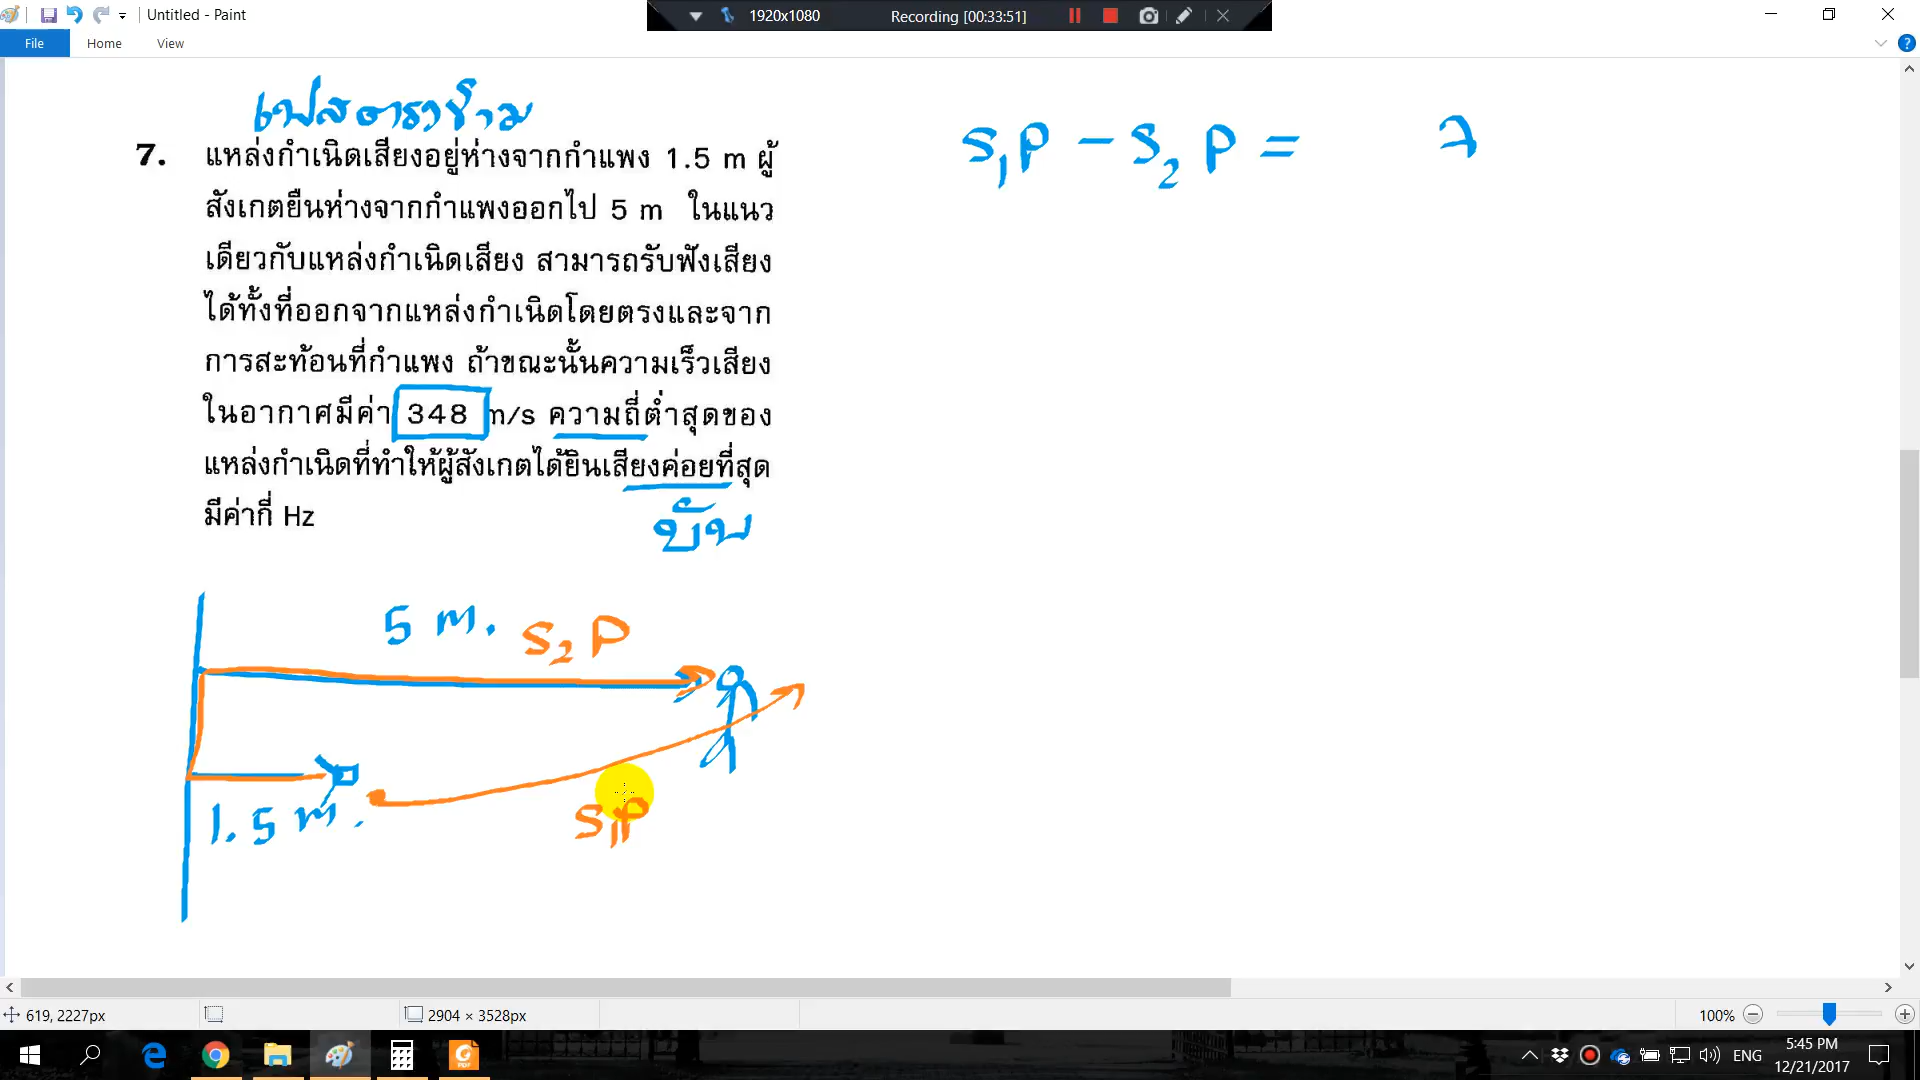 Untitled - Paint
1920x1080
Recording [00:33:51]
File
Home
View
เฟสตรงข้าม
7. แหล่งกำเนิดเสียงอยู่ห่างจากกำแพง 1.5 m ผู้
สังเกตยืนห่างจากกำแพงออกไป 5 m ในแนว
เดียวกับแหล่งกำเนิดเสียง สามารถรับฟังเสียง
ได้ทั้งที่ออกจากแหล่งกำเนิดโดยตรงและจาก
การสะท้อนที่กำแพง ถ้าขณะนั้นความเร็วเสียง
ในอากาศมีค่า 348 m/s ความถี่ต่ำสุดของ
แหล่งกำเนิดที่ทำให้ผู้สังเกตได้ยินเสียงค่อยที่สุด
มีค่ากี่ Hz
บัพ
S₁P - S₂P = λ
5 m.
S₂P
1.5 m.
S₁P
619, 2227px
2904 × 3528px
100%
ENG
5:45 PM
12/21/2017